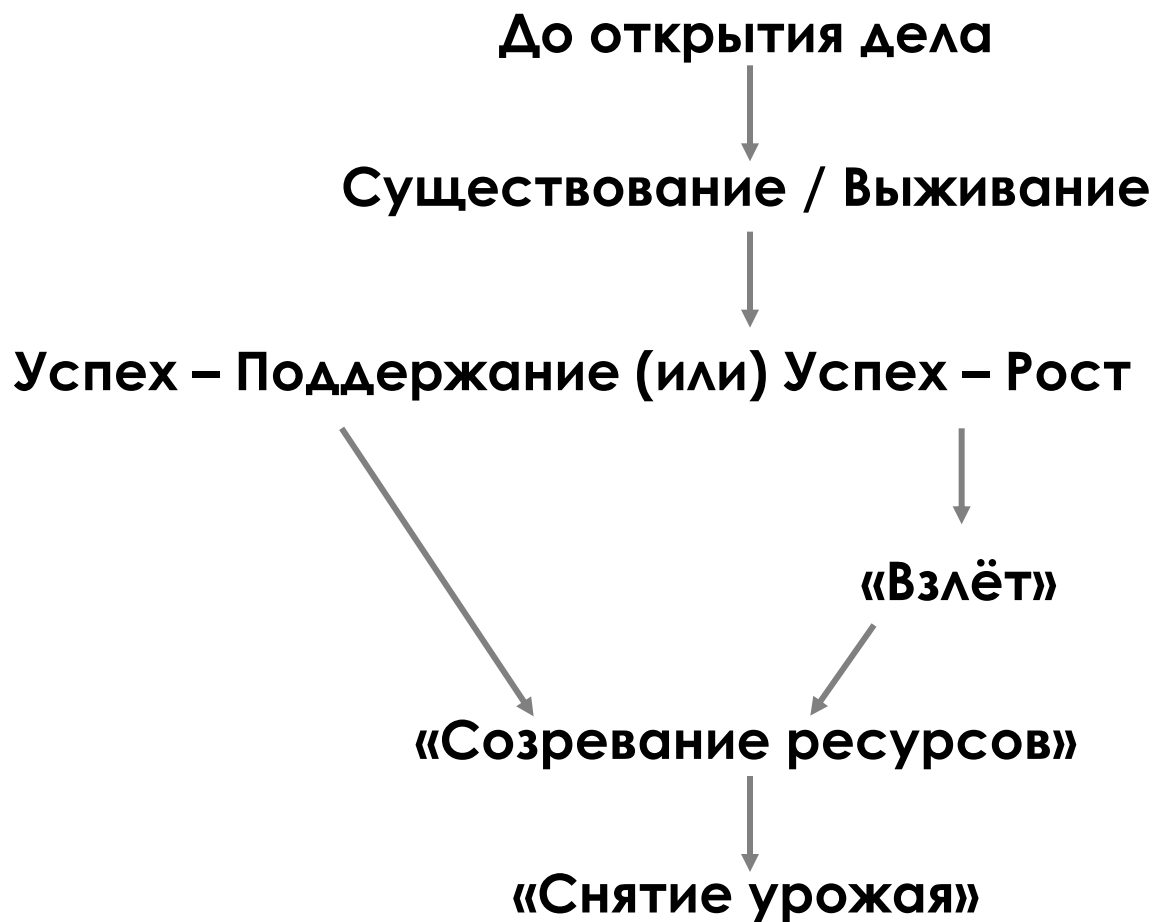 До открытия дела
Существование / Выживание
Успех – Поддержание (или) Успех – Рост
«Взлёт»
«Созревание ресурсов»
«Снятие урожая»